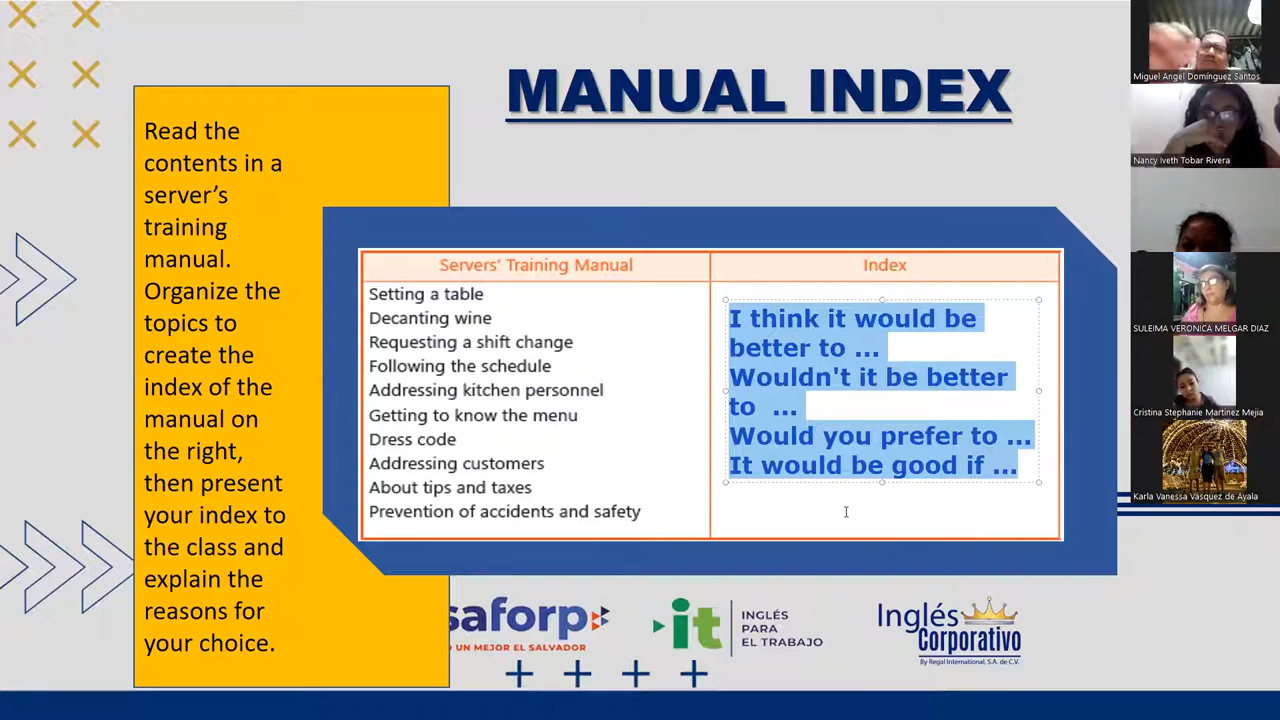 MANUAL INDEX
Read the
contents in a
server’s
training
manual.
Organize the
topics to
create the
index of the
manual on
the right,
then present
your index to
the class and
explain the
reasons for
your choice.
Servers’ Training Manual
Setting a table
Decanting wine
Requesting a shift change
Following the schedule
Addressing kitchen personnel
Getting to know the menu
Dress code
Addressing customers
About tips and taxes
Prevention of accidents and safety
Index
I think it would be
better to ...
Wouldn't it be better
to ...
Would you prefer to ...
It would be good if ...
saforp
UN MEJOR EL SALVADOR
it
INGLÉS
PARA
EL TRABAJO
Inglés
Corporativo
By Regal International, S.A. de C.V.
Miguel Angel Domínguez Santos
Nancy Iveth Tobar Rivera
SULEIMA VERONICA MELGAR DIAZ
Cristina Stephanie Martinez Mejia
Karla Vanessa Vásquez de Ayala